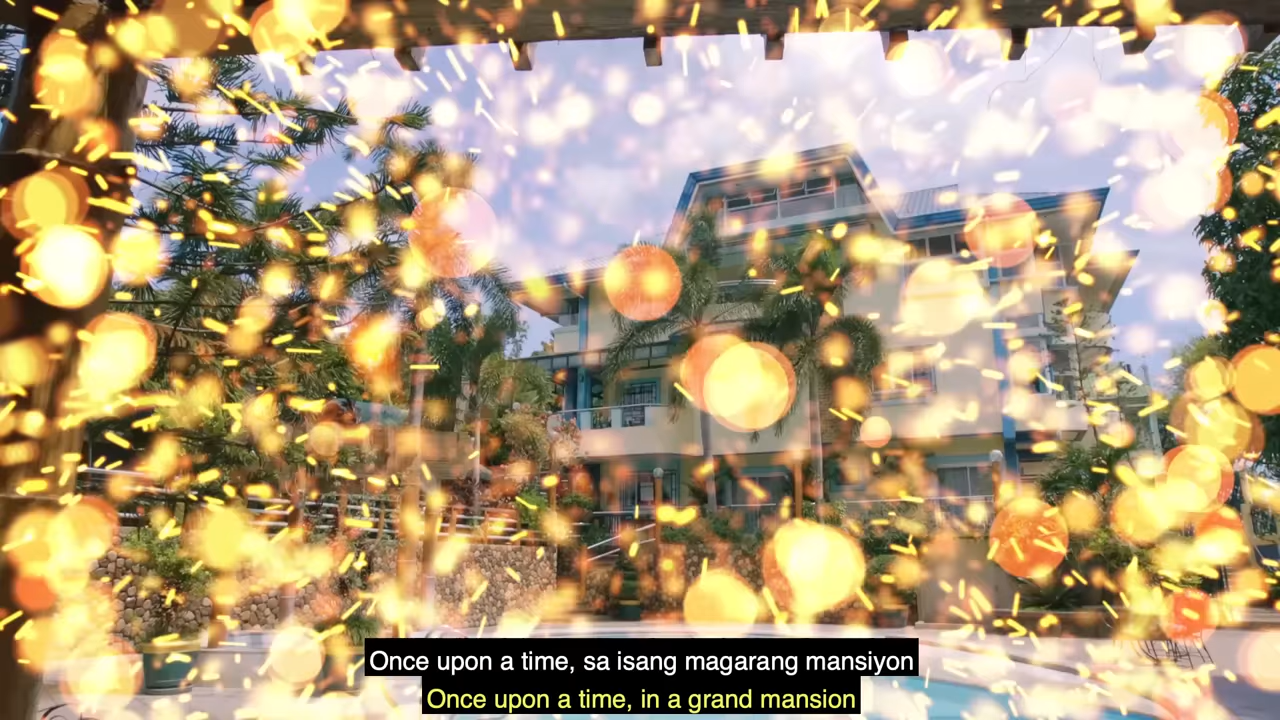 Once upon a time, sa isang magarang mansiyon
Once upon a time, in a grand mansion